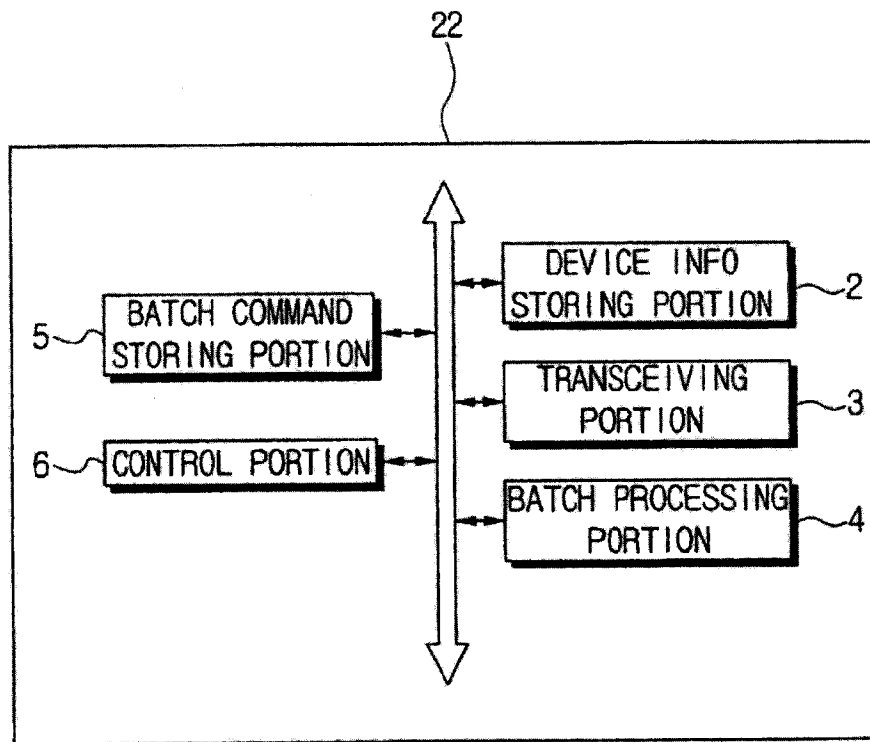 22
BATCH COMMAND
STORING PORTION
5
CONTROL PORTION
6
DEVICE INFO
STORING PORTION
2
TRANSCEIVING
PORTION
3
BATCH PROCESSING
PORTION
4